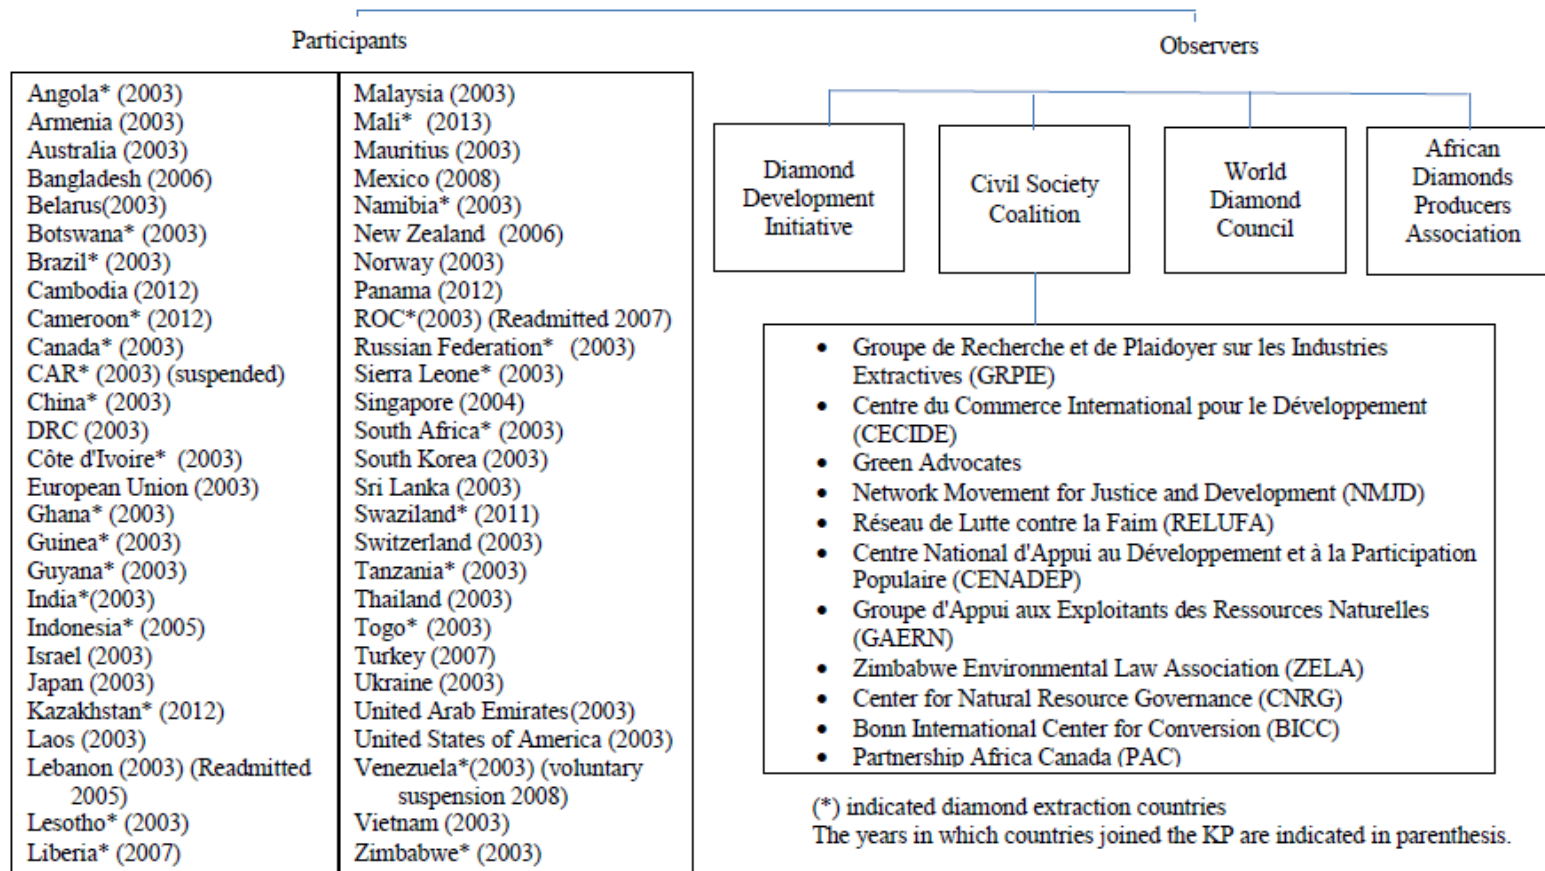 Participants
Angola* (2003)
Armenia (2003)
Australia (2003)
Bangladesh (2006)
Belarus(2003)
Botswana* (2003)
Brazil* (2003)
Cambodia (2012)
Cameroon* (2012)
Canada* (2003)
CAR* (2003) (suspended)
China* (2003)
DRC (2003)
Côte d'Ivoire* (2003)
European Union (2003)
Ghana* (2003)
Guinea* (2003)
Guyana* (2003)
India*(2003)
Indonesia* (2005)
Israel (2003)
Japan (2003)
Kazakhstan* (2012)
Laos (2003)
Lebanon (2003) (Readmitted
2005)
Lesotho* (2003)
Liberia* (2007)
Malaysia (2003)
Mali* (2013)
Mauritius (2003)
Mexico (2008)
Namibia* (2003)
New Zealand (2006)
Norway (2003)
Panama (2012)
ROC*(2003) (Readmitted 2007)
Russian Federation* (2003)
Sierra Leone* (2003)
Singapore (2004)
South Africa* (2003)
South Korea (2003)
Sri Lanka (2003)
Swaziland* (2011)
Switzerland (2003)
Tanzania* (2003)
Thailand (2003)
Togo* (2003)
Turkey (2007)
Ukraine (2003)
United Arab Emirates(2003)
United States of America (2003)
Venezuela*(2003) (voluntary
suspension 2008)
Vietnam (2003)
Zimbabwe* (2003)
Observers
Diamond
Development
Initiative
Civil Society
Coalition
World
Diamond
Council
African
Diamonds
Producers
Association
• Groupe de Recherche et de Plaidoyer sur les Industries
Extractives (GRPIE)
• Centre du Commerce International pour le Développement
(CECIDE)
• Green Advocates
• Network Movement for Justice and Development (NMJD)
• Réseau de Lutte contre la Faim (RELUFA)
• Centre National d'Appui au Développement et à la Participation
Populaire (CENADEP)
• Groupe d'Appui aux Exploitants des Ressources Naturelles
(GAERN)
• Zimbabwe Environmental Law Association (ZELA)
• Center for Natural Resource Governance (CNRG)
• Bonn International Center for Conversion (BICC)
• Partnership Africa Canada (PAC)
(*) indicated diamond extraction countries
The years in which countries joined the KP are indicated in parenthesis.